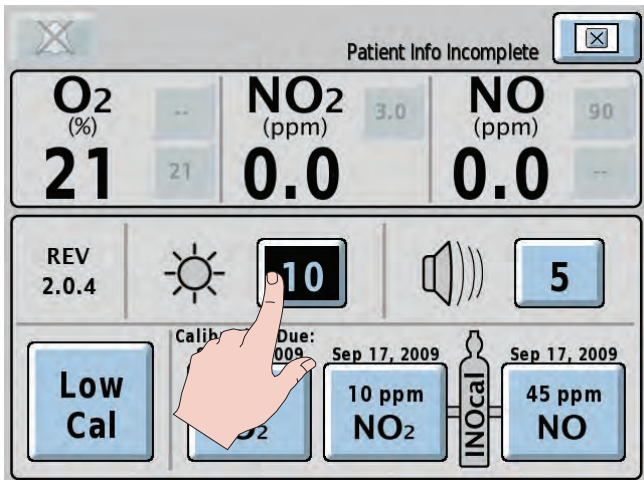 Patient Info Incomplete
O2
(%)
--
21
21
NO2
(ppm)
3.0
0.0
NO
(ppm)
90
0.0
--
REV
2.0.4
10
5
Low
Cal
Due:
Sep 17, 2009
10 ppm
NO2
INOcal
Sep 17, 2009
45 ppm
NO